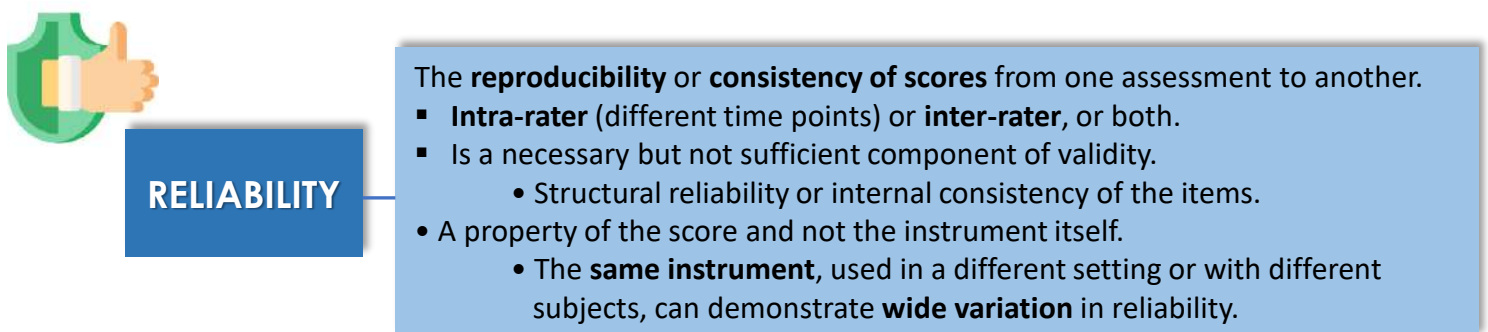 RELIABILITY
The reproducibility or consistency of scores from one assessment to another.
▪ Intra-rater (different time points) or inter-rater, or both.
▪ Is a necessary but not sufficient component of validity.
• Structural reliability or internal consistency of the items.
• A property of the score and not the instrument itself.
• The same instrument, used in a different setting or with different
subjects, can demonstrate wide variation in reliability.